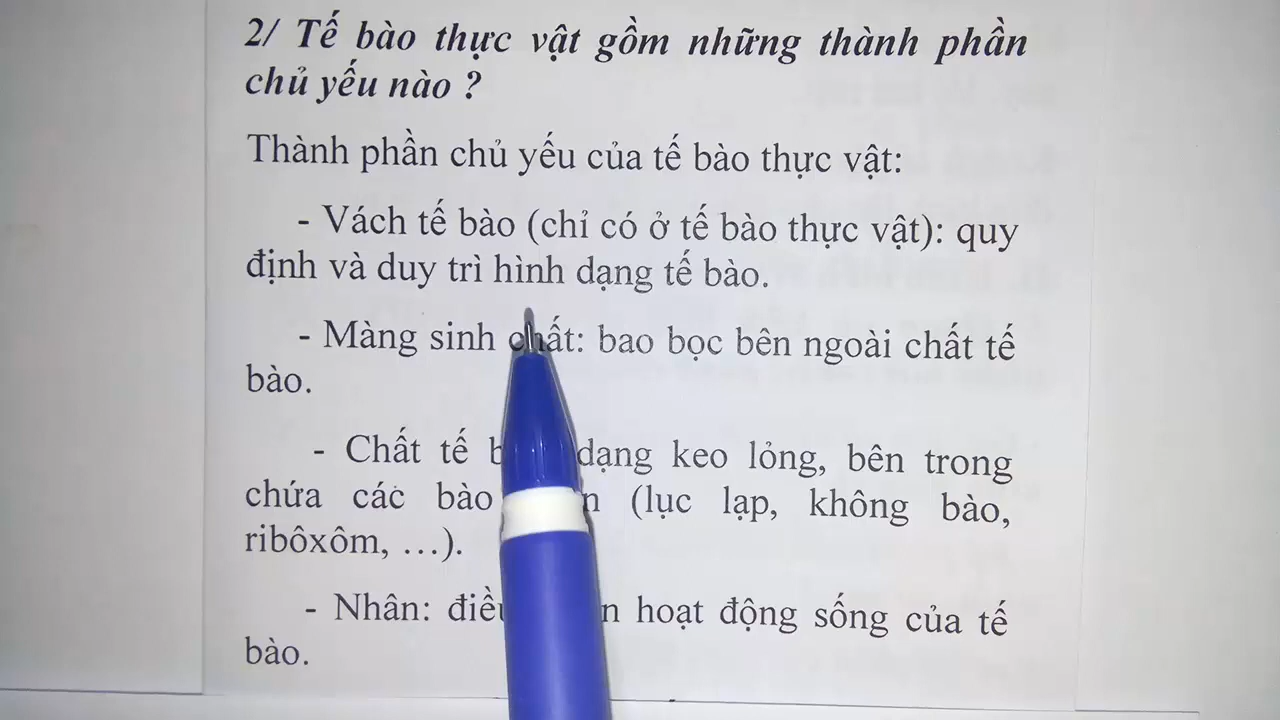 2/ Tế bào thực vật gồm những thành phần
chủ yếu nào ?
Thành phần chủ yếu của tế bào thực vật:
- Vách tế bào (chỉ có ở tế bào thực vật): quy
định và duy trì hình dạng tế bào.
- Màng sinh chất: bao bọc bên ngoài chất tế
bào.
- Chất tế dạng keo lỏng, bên trong
chứa các bào (lục lạp, không bào,
ribôxôm, …).
- Nhân: hoạt động sống của tế
bào.